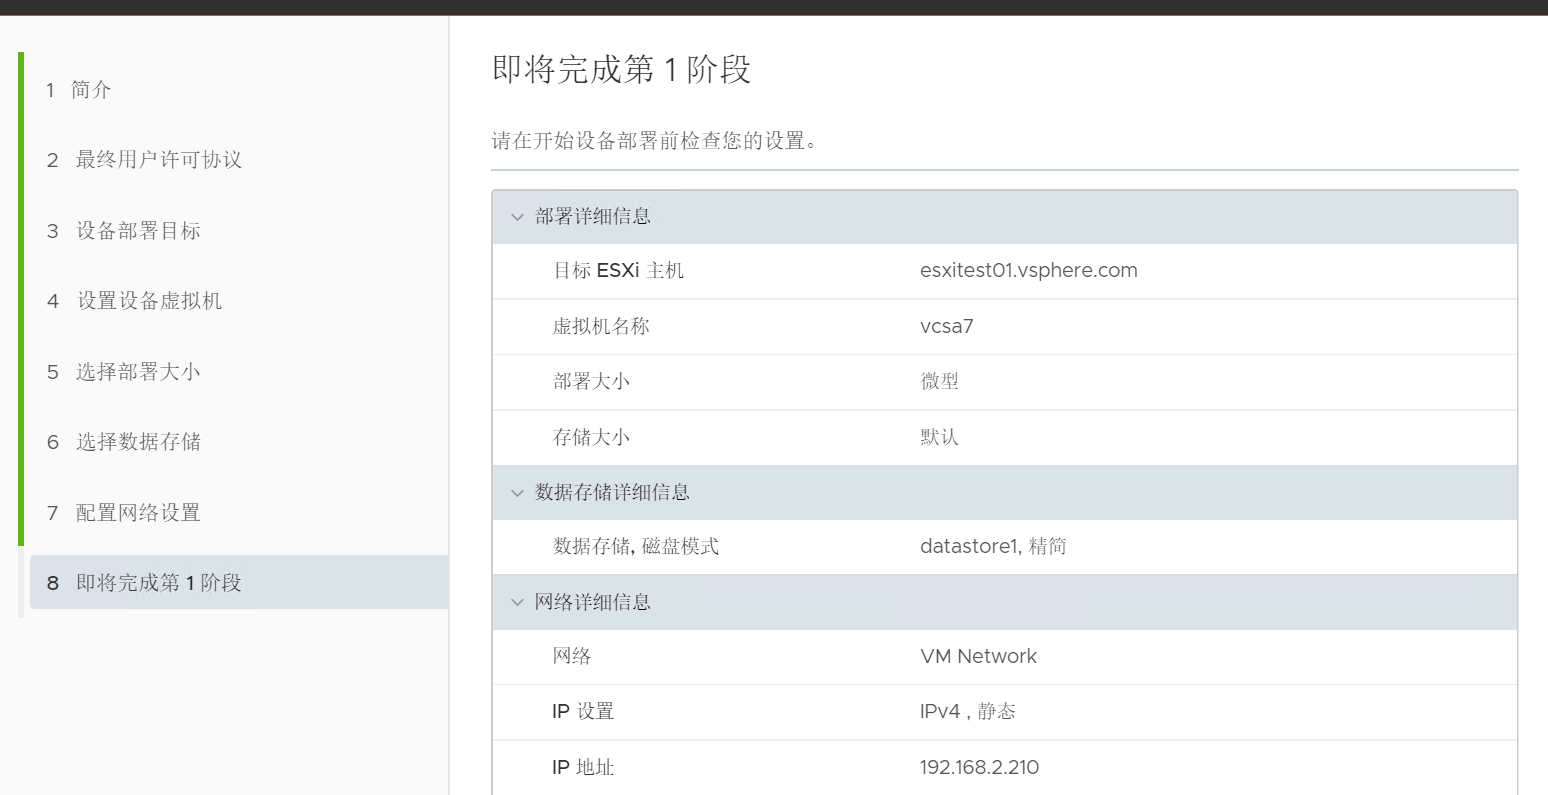 1 简介
2 最终用户许可协议
3 设备部署目标
4 设置设备虚拟机
5 选择部署大小
6 选择数据存储
7 配置网络设置
8 即将完成第 1 阶段
即将完成第 1 阶段
请在开始设备部署前检查您的设置。
部署详细信息
目标 ESXi 主机 esxitest01.vsphere.com
虚拟机名称 vcsa7
部署大小 微型
存储大小 默认
数据存储详细信息
数据存储, 磁盘模式 datastore1, 精简
网络详细信息
网络 VM Network
IP 设置 IPv4 , 静态
IP 地址 192.168.2.210